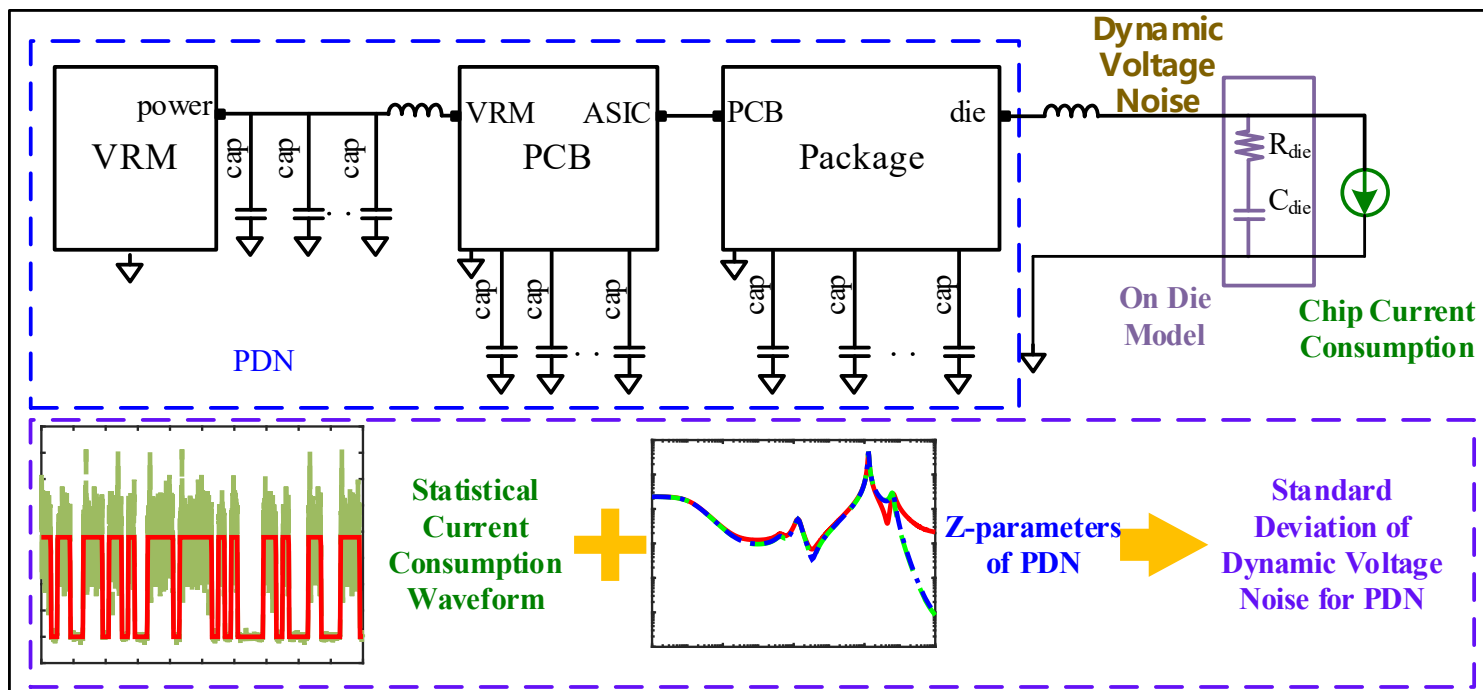 Dynamic
Voltage
Noise
power
VRM
cap
cap
cap
. .
VRM
ASIC
PCB
cap
cap
cap
. .
PCB
die
Package
cap
cap
cap
. .
Rdie
Cdie
On Die
Model
Chip Current
Consumption
PDN
Statistical
Current
Consumption
Waveform
Z-parameters
of PDN
Standard
Deviation of
Dynamic Voltage
Noise for PDN